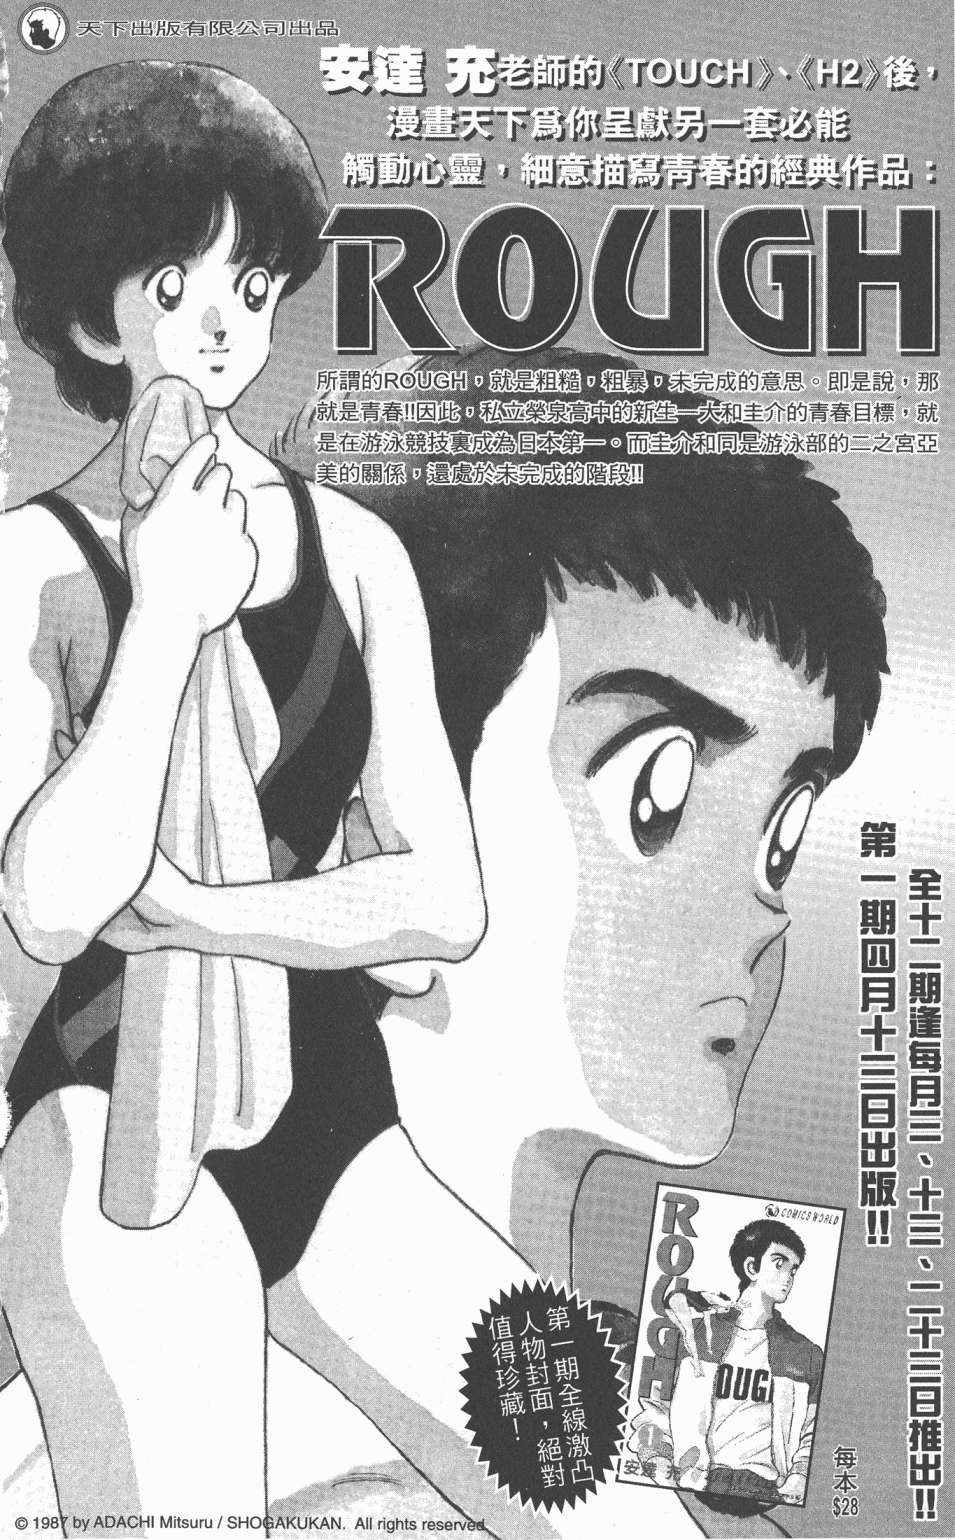 天下出版有限公司出品
安達 充老師的《TOUCH》、《H2》後，
漫畫天下爲你呈獻另一套必能
觸動心靈，細意描寫青春的經典作品：
ROUGH
所謂的ROUGH，就是粗糙，粗暴，未完成的意思。即是說，那
就是青春!!因此，私立榮泉高中的新生—大和圭介的青春目標，就
是在游泳競技裏成為日本第一。而圭介和同是游泳部的二之宮亞
美的關係，還處於未完成的階段!!
全十二期逢每月三、十三、二十三日推出!!
第一期四月十三日出版!!
第一期全線激凸
人物封面，絕對
值得珍藏！
COMICS WORLD
ROUGH
ROUGH
1
安達 充
每本
$28
© 1987 by ADACHI Mitsuru / SHOGAKUKAN. All rights reserved.